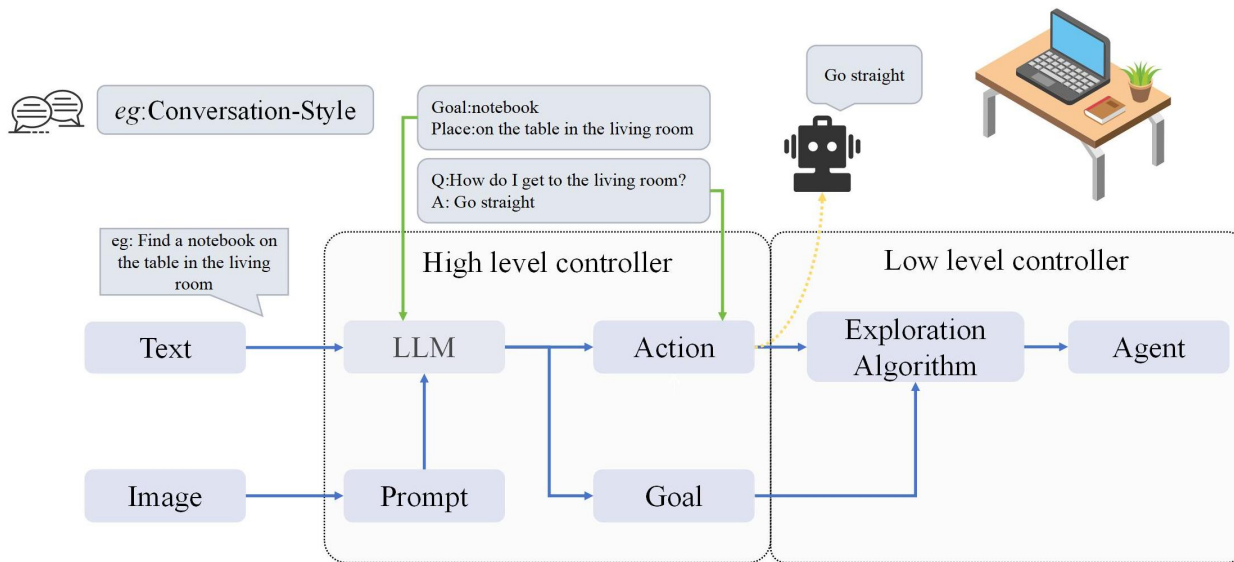 eg:Conversation-Style
Goal:notebook
Place:on the table in the living room
Q:How do I get to the living room?
A: Go straight
Go straight
eg: Find a notebook on
the table in the living
room
High level controller
Low level controller
Text
LLM
Action
Exploration
Algorithm
Agent
Image
Prompt
Goal